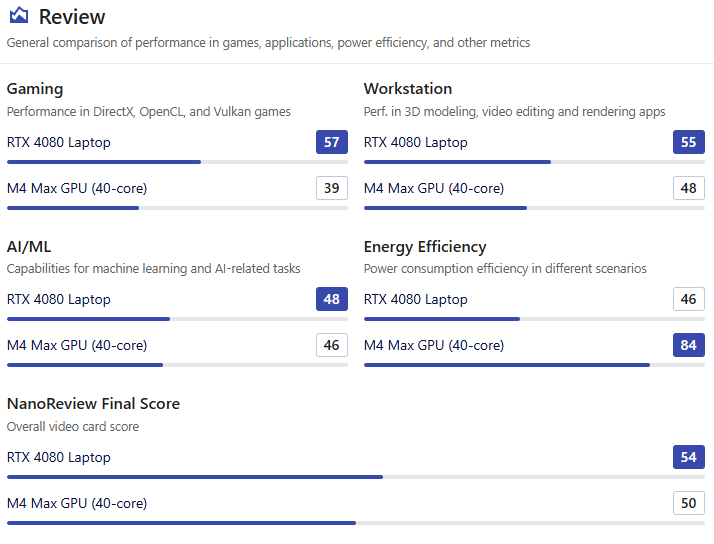 Review
General comparison of performance in games, applications, power efficiency, and other metrics
Gaming
Performance in DirectX, OpenCL, and Vulkan games
RTX 4080 Laptop 57
M4 Max GPU (40-core) 39
Workstation
Perf. in 3D modeling, video editing and rendering apps
RTX 4080 Laptop 55
M4 Max GPU (40-core) 48
AI/ML
Capabilities for machine learning and AI-related tasks
RTX 4080 Laptop 48
M4 Max GPU (40-core) 46
Energy Efficiency
Power consumption efficiency in different scenarios
RTX 4080 Laptop 46
M4 Max GPU (40-core) 84
NanoReview Final Score
Overall video card score
RTX 4080 Laptop 54
M4 Max GPU (40-core) 50